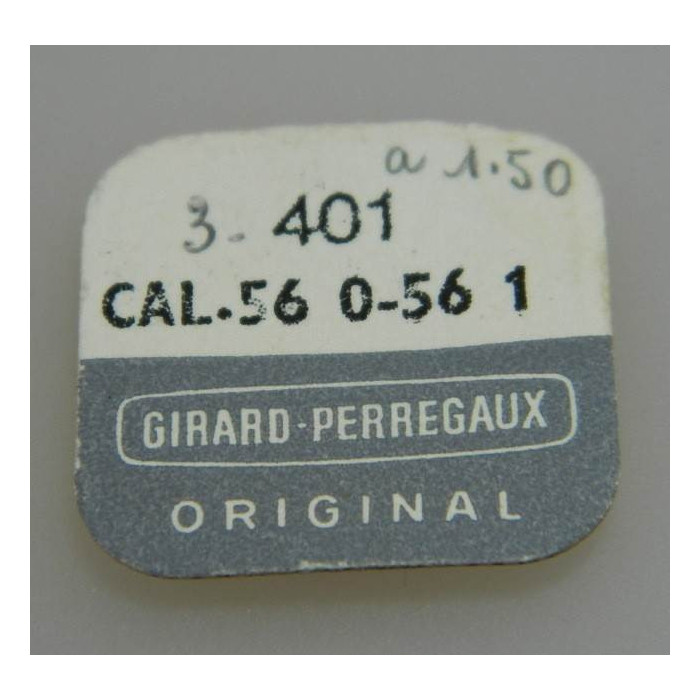 a 1.50
3. 401
CAL.56 0-56 1
GIRARD-PERREGAUX
ORIGINAL